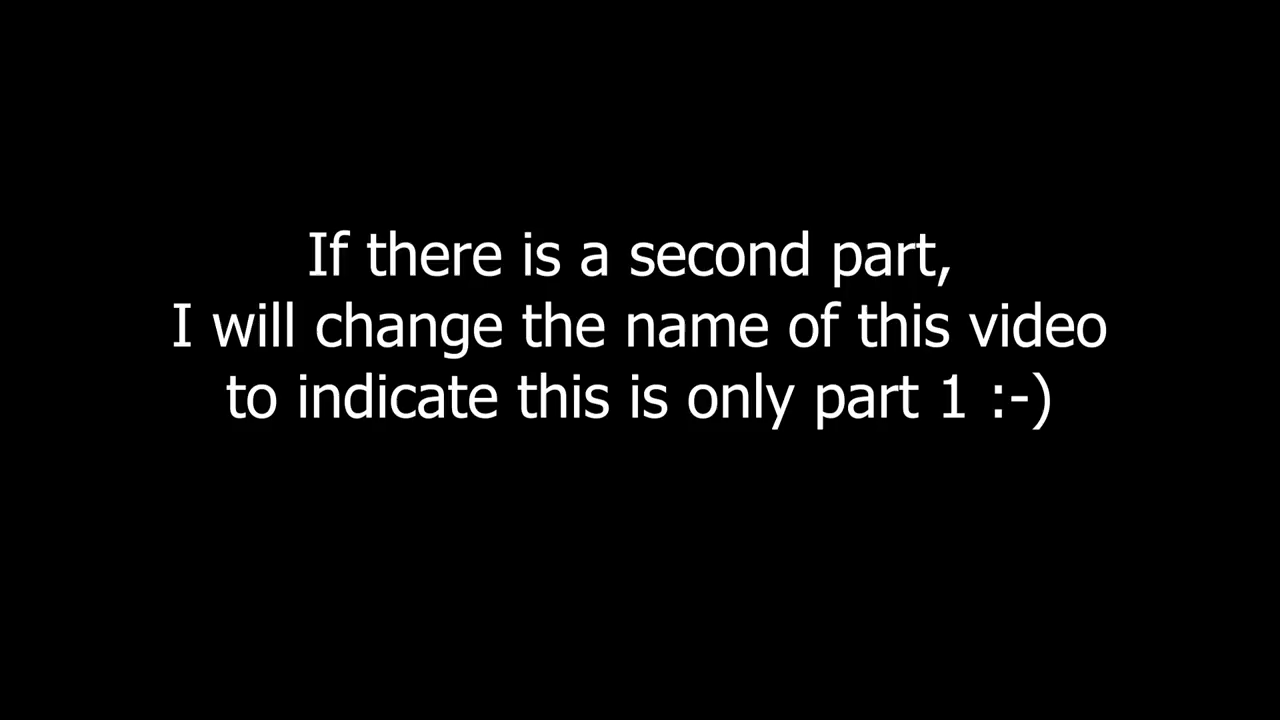 If there is a second part,
I will change the name of this video
to indicate this is only part 1 :-)